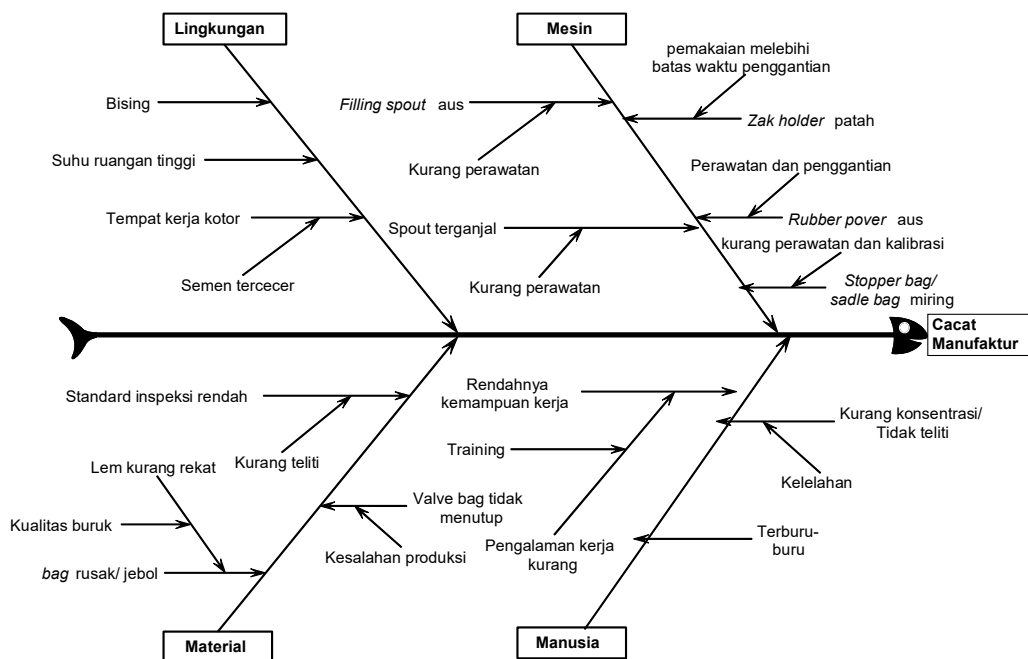 Lingkungan
Mesin
Bising
Suhu ruangan tinggi
Tempat kerja kotor
Semen tercecer
Filling spout aus
Kurang perawatan
Spout terganjal
Kurang perawatan
pemakaian melebihi
batas waktu penggantian
Zak holder patah
Perawatan dan penggantian
Rubber pover aus
kurang perawatan dan kalibrasi
Stopper bag/
sadle bag miring
Cacat
Manufaktur
Standard inspeksi rendah
Kurang teliti
Lem kurang rekat
Kualitas buruk
bag rusak/ jebol
Valve bag tidak
menutup
Kesalahan produksi
Rendahnya
kemampuan kerja
Training
Pengalaman kerja
kurang
Kurang konsentrasi/
Tidak teliti
Kelelahan
Terburu-
buru
Material
Manusia